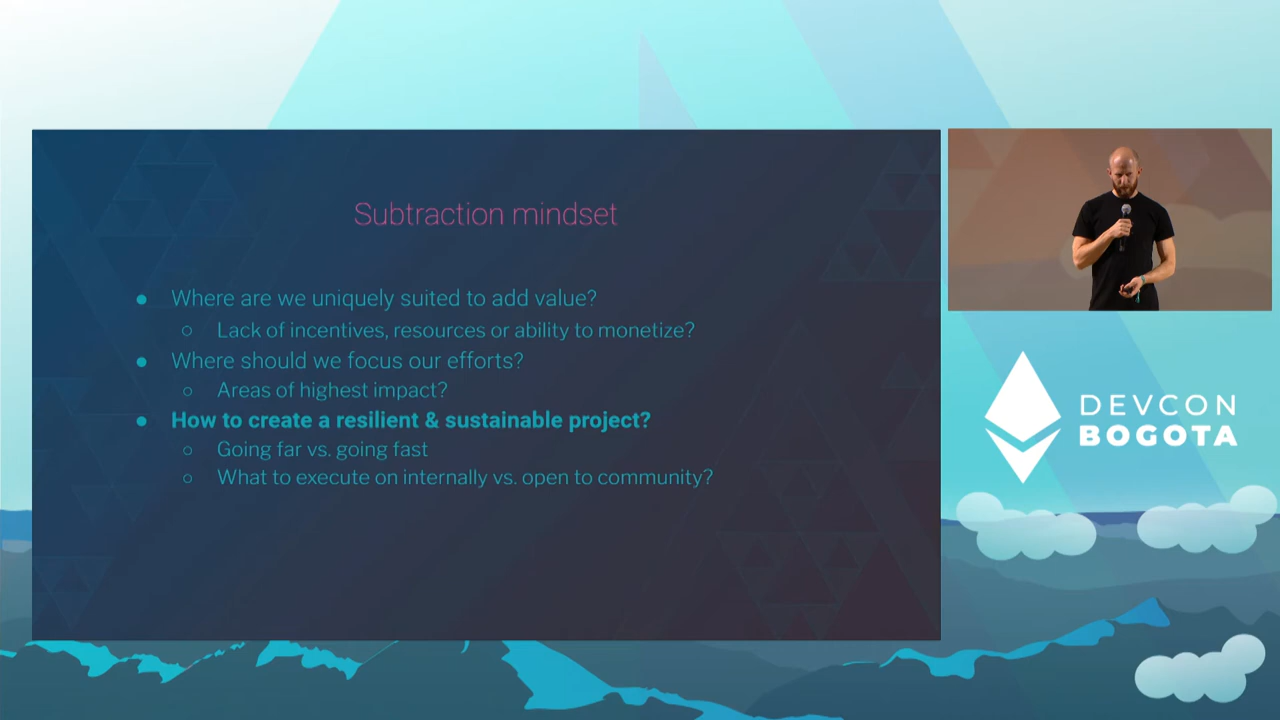 Subtraction mindset
● Where are we uniquely suited to add value?
○ Lack of incentives, resources or ability to monetize?
● Where should we focus our efforts?
○ Areas of highest impact?
● How to create a resilient & sustainable project?
○ Going far vs. going fast
○ What to execute on internally vs. open to community?
DEVCON
BOGOTA